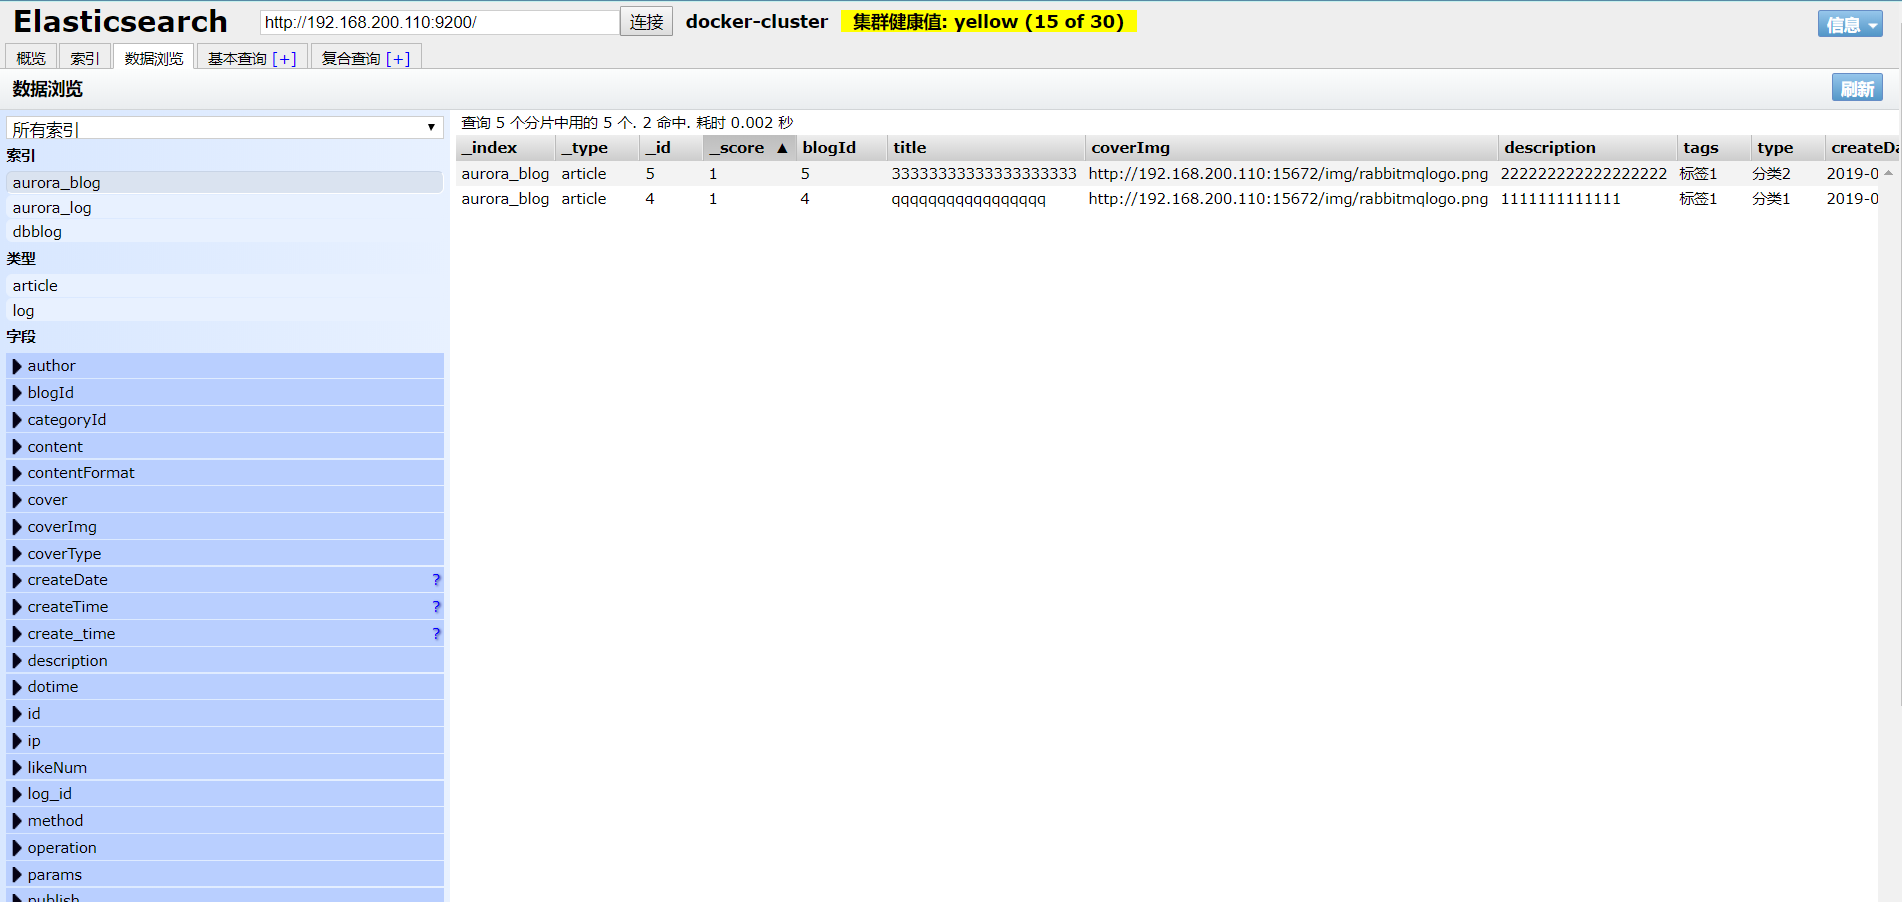 Elasticsearch http://192.168.200.110:9200/ 连接 docker-cluster 集群健康值: yellow (15 of 30) 信息
概览 索引 数据浏览 基本查询 [+] 复合查询 [+]
数据浏览 刷新
所有索引
索引
aurora_blog
aurora_log
dbblog
类型
article
log
字段
author
blogId
categoryId
content
contentFormat
cover
coverImg
coverType
createDate ?
createTime ?
create_time ?
description
dotime
id
ip
likeNum
log_id
method
operation
params
publish
查询 5 个分片中用的 5 个. 2 命中. 耗时 0.002 秒
_index _type _id _score ▲ blogId title coverImg description tags type createDa
aurora_blog article 5 1 5 33333333333333333333 http://192.168.200.110:15672/img/rabbitmqlogo.png 222222222222222222 标签1 分类2 2019-0
aurora_blog article 4 1 4 qqqqqqqqqqqqqqqqq http://192.168.200.110:15672/img/rabbitmqlogo.png 1111111111111 标签1 分类1 2019-0